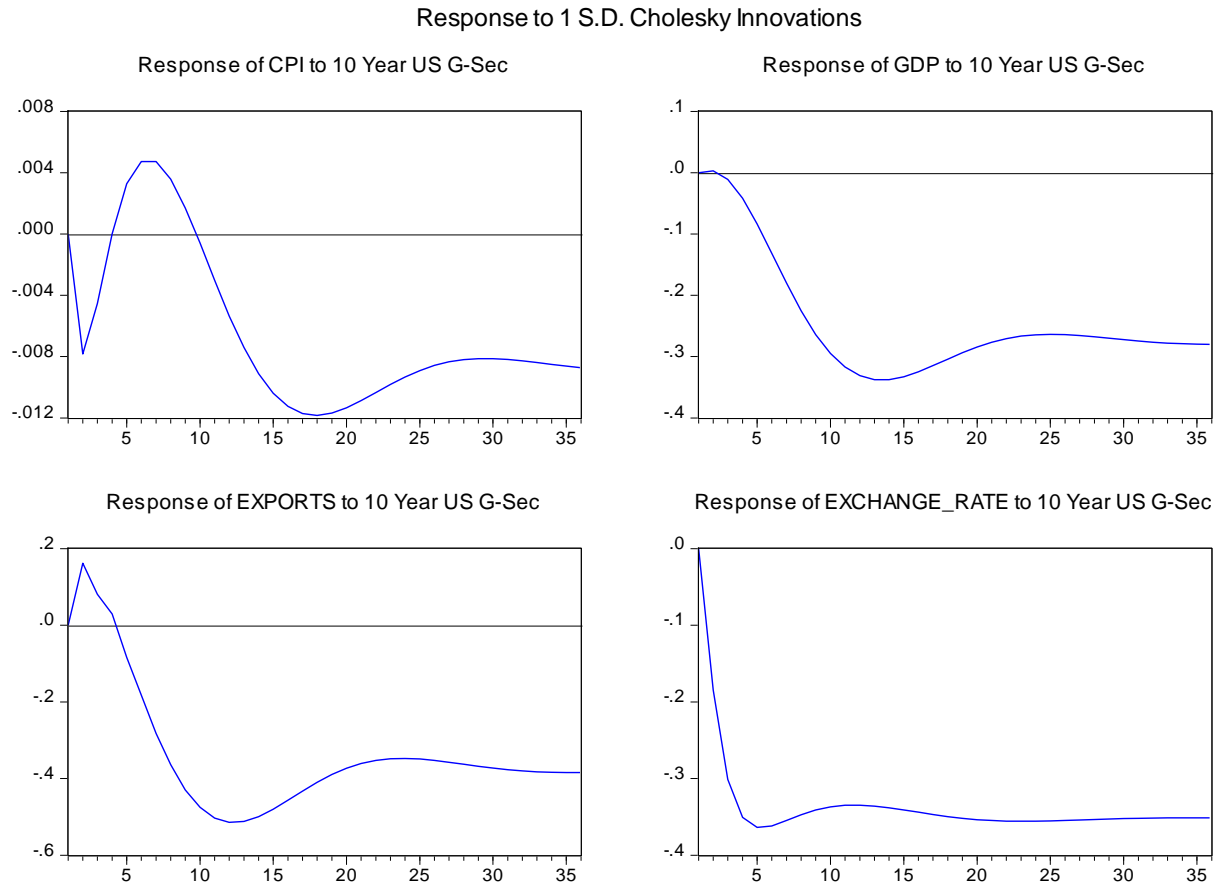 Response to 1 S.D. Cholesky Innovations
Response of CPI to 10 Year US G-Sec
.008
.004
.000
-.004
-.008
-.012
5 10 15 20 25 30 35
Response of GDP to 10 Year US G-Sec
.1
.0
-.1
-.2
-.3
-.4
5 10 15 20 25 30 35
Response of EXPORTS to 10 Year US G-Sec
.2
.0
-.2
-.4
-.6
5 10 15 20 25 30 35
Response of EXCHANGE_RATE to 10 Year US G-Sec
.0
-.1
-.2
-.3
-.4
5 10 15 20 25 30 35